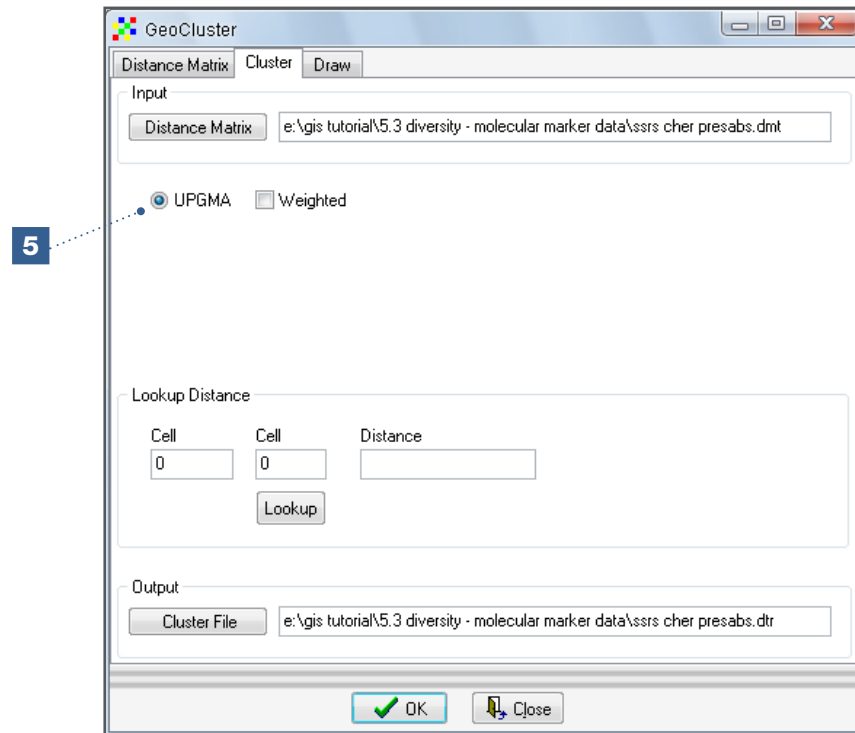 GeoCluster
Distance Matrix Cluster Draw
Input
Distance Matrix e:\gis tutorial\5.3 diversity - molecular marker data\ssrs cher presabs.dmt
UPGMA Weighted
5
Lookup Distance
Cell Cell Distance
0 0
Lookup
Output
Cluster File e:\gis tutorial\5.3 diversity - molecular marker data\ssrs cher presabs.dtr
OK Close